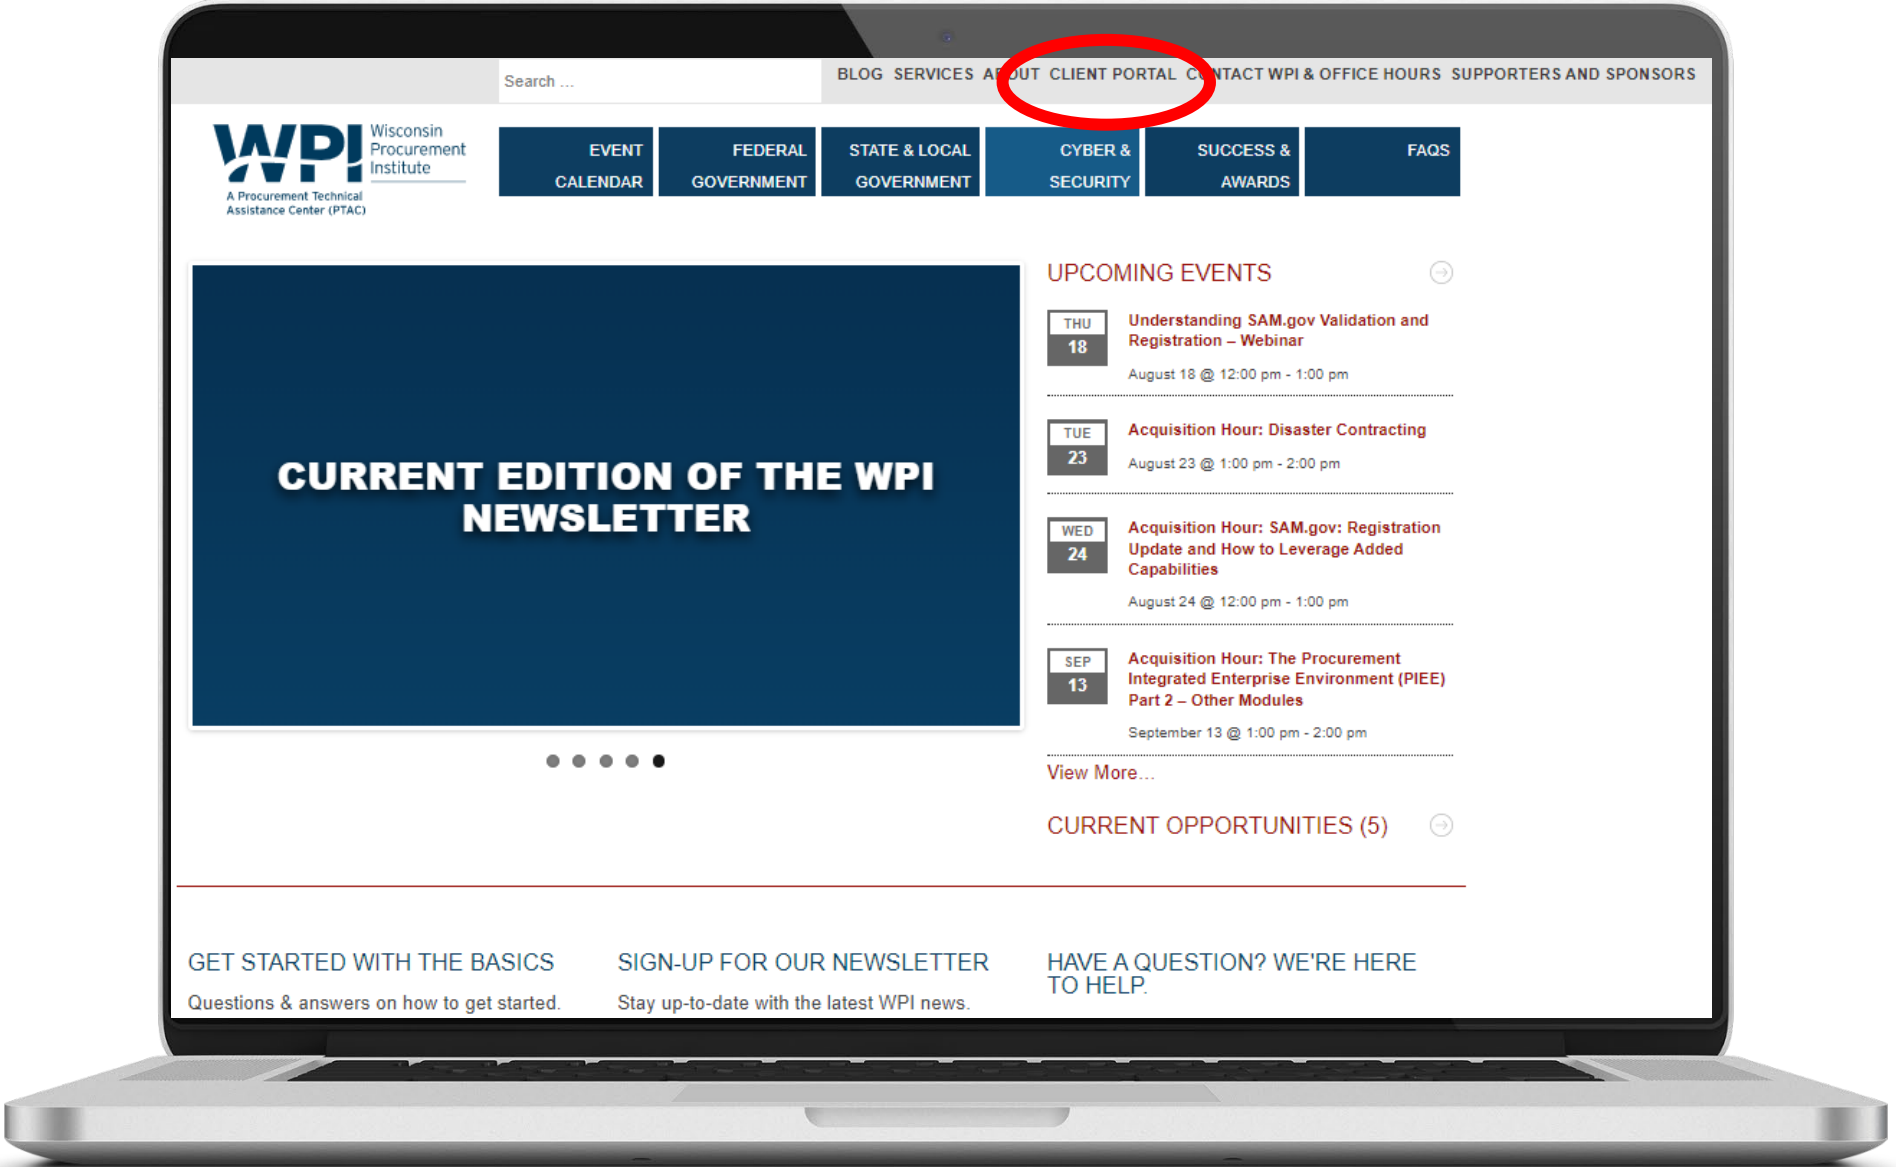 Search ...
BLOG SERVICES ABOUT CLIENT PORTAL CONTACT WPI & OFFICE HOURS SUPPORTERS AND SPONSORS
WPI
Wisconsin
Procurement
Institute
A Procurement Technical
Assistance Center (PTAC)
EVENT
CALENDAR
FEDERAL
GOVERNMENT
STATE & LOCAL
GOVERNMENT
CYBER &
SECURITY
SUCCESS &
AWARDS
FAQS
CURRENT EDITION OF THE WPI
NEWSLETTER
UPCOMING EVENTS
THU
18
Understanding SAM.gov Validation and
Registration – Webinar
August 18 @ 12:00 pm - 1:00 pm
TUE
23
Acquisition Hour: Disaster Contracting
August 23 @ 1:00 pm - 2:00 pm
WED
24
Acquisition Hour: SAM.gov: Registration
Update and How to Leverage Added
Capabilities
August 24 @ 12:00 pm - 1:00 pm
SEP
13
Acquisition Hour: The Procurement
Integrated Enterprise Environment (PIEE)
Part 2 – Other Modules
September 13 @ 1:00 pm - 2:00 pm
View More...
CURRENT OPPORTUNITIES (5)
GET STARTED WITH THE BASICS
Questions & answers on how to get started.
SIGN-UP FOR OUR NEWSLETTER
Stay up-to-date with the latest WPI news.
HAVE A QUESTION? WE'RE HERE
TO HELP.